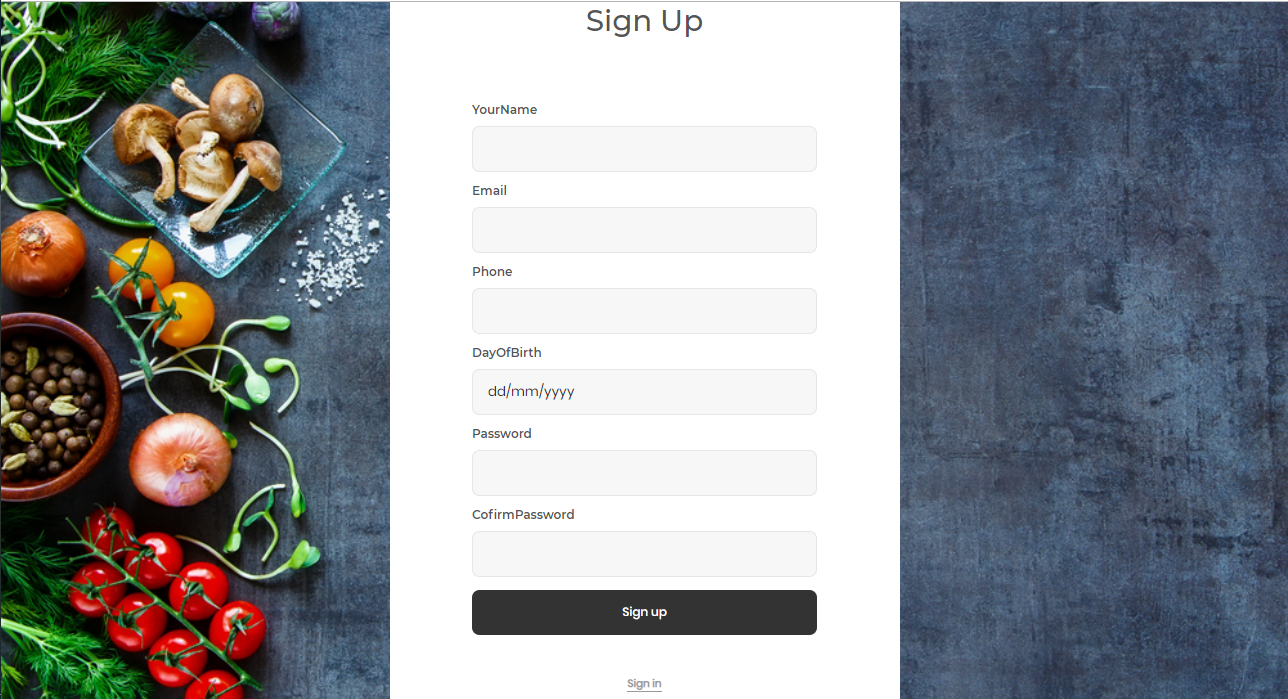 Sign Up
YourName
Email
Phone
DayOfBirth
dd/mm/yyyy
Password
CofirmPassword
Sign up
Sign in